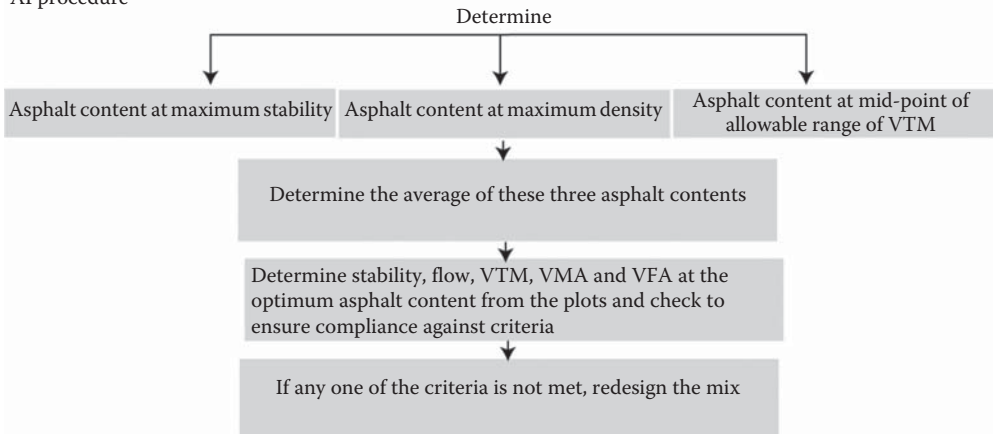 AI procedure
Determine
Asphalt content at maximum stability
Asphalt content at maximum density
Asphalt content at mid-point of
allowable range of VTM
Determine the average of these three asphalt contents
Determine stability, flow, VTM, VMA and VFA at the
optimum asphalt content from the plots and check to
ensure compliance against criteria
If any one of the criteria is not met, redesign the mix